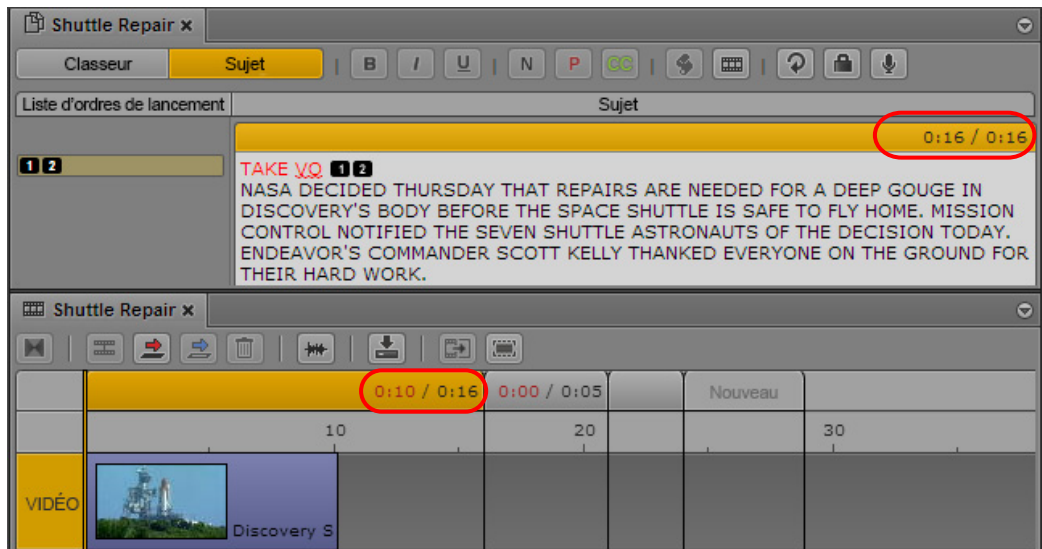 Shuttle Repair ×
Classeur Sujet | B I U | N P CC | |
Liste d'ordres de lancement Sujet
0:16 / 0:16
1 2 TAKE VO 1 2
NASA DECIDED THURSDAY THAT REPAIRS ARE NEEDED FOR A DEEP GOUGE IN
DISCOVERY'S BODY BEFORE THE SPACE SHUTTLE IS SAFE TO FLY HOME. MISSION
CONTROL NOTIFIED THE SEVEN SHUTTLE ASTRONAUTS OF THE DECISION TODAY.
ENDEAVOR'S COMMANDER SCOTT KELLY THANKED EVERYONE ON THE GROUND FOR
THEIR HARD WORK.
Shuttle Repair ×
0:10 / 0:16 0:00 / 0:05 Nouveau
10 20 30
VIDÉO
Discovery S